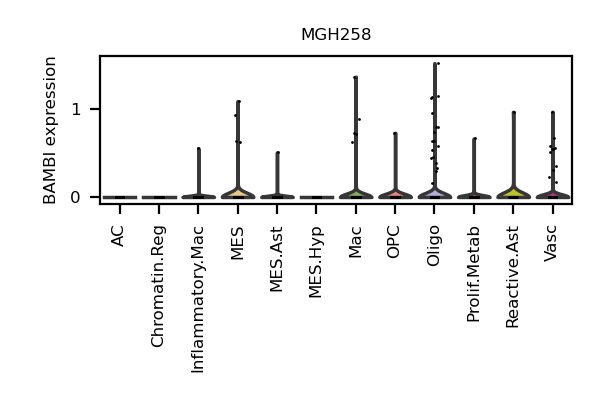 MGH258
BAMBI expression
1
0
AC
Chromatin.Reg
Inflammatory.Mac
MES
MES.Ast
MES.Hyp
Mac
OPC
Oligo
Prolif.Metab
Reactive.Ast
Vasc